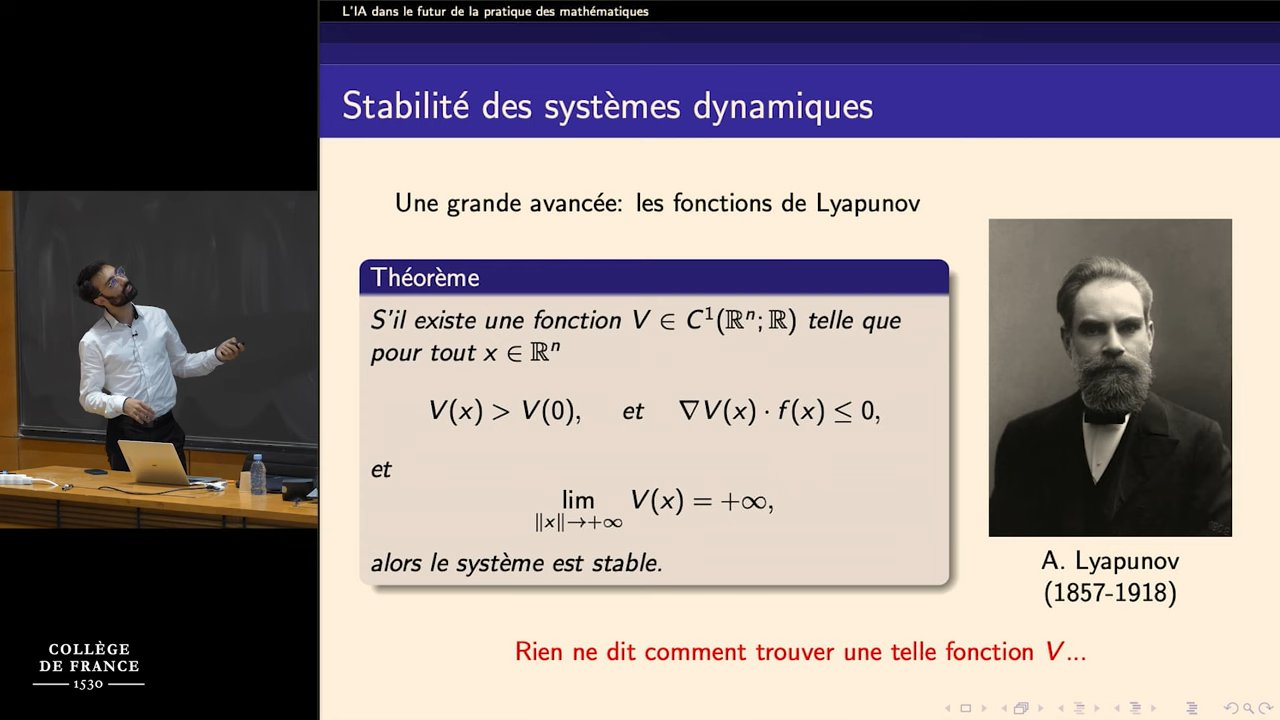 L'IA dans le futur de la pratique des mathématiques
Stabilité des systèmes dynamiques
Une grande avancée: les fonctions de Lyapunov
Théorème
S'il existe une fonction V ∈ C¹(ℝⁿ; ℝ) telle que
pour tout x ∈ ℝⁿ
V(x) > V(0), et ∇V(x) · f(x) ≤ 0,
et
lim V(x) = +∞,
‖x‖→+∞
alors le système est stable.
A. Lyapunov
(1857-1918)
Rien ne dit comment trouver une telle fonction V...
COLLÈGE
DE FRANCE
1530